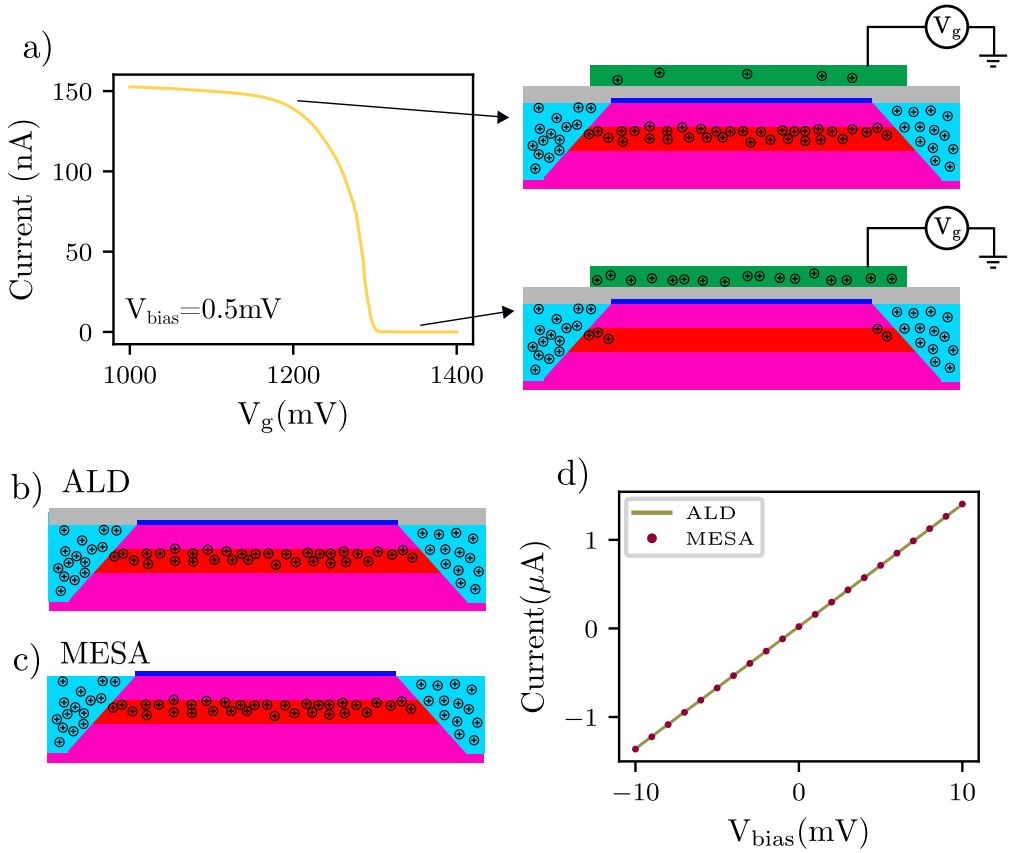 a)
Current (nA)
150
100
50
0
V_bias=0.5mV
1000
1200
1400
V_g(mV)
V_g
V_g
b)
ALD
c)
MESA
d)
Current(μA)
1
0
−1
ALD
MESA
−10
0
10
V_bias(mV)